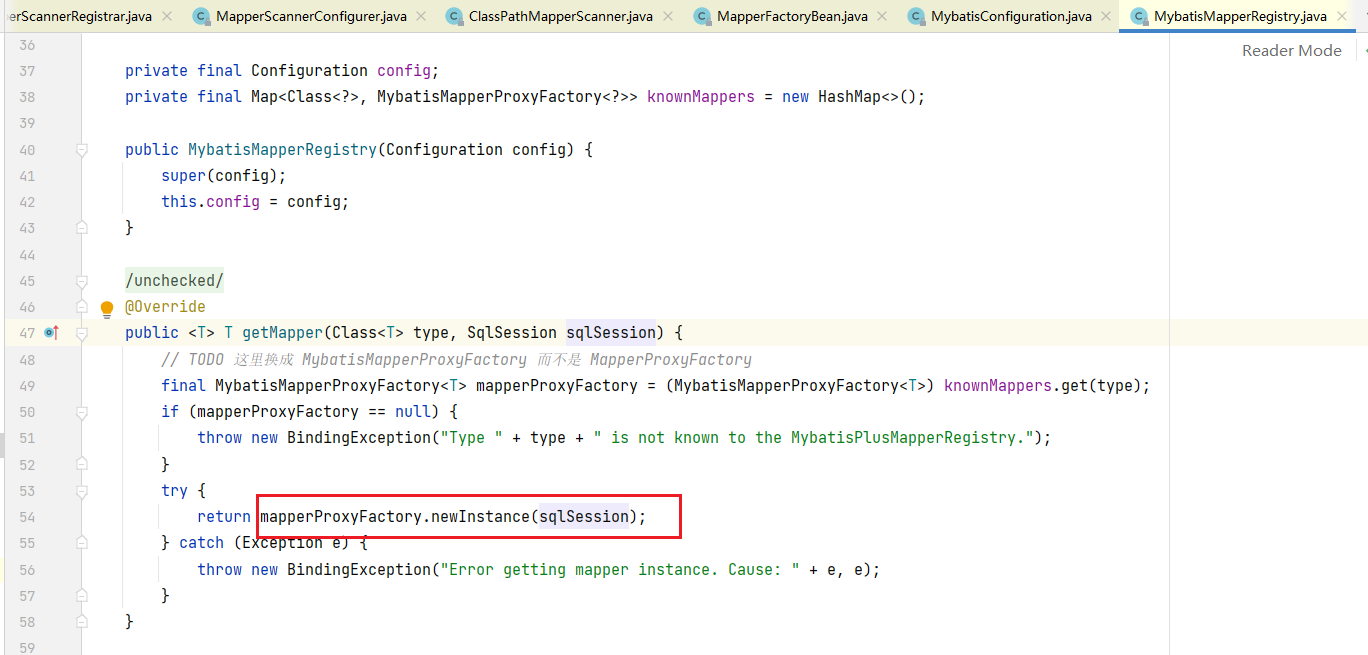 erScannerRegistrar.java MapperScannerConfigurer.java ClassPathMapperScanner.java MapperFactoryBean.java MybatisConfiguration.java MybatisMapperRegistry.java
Reader Mode
36
37 private final Configuration config;
38 private final Map<Class<?>, MybatisMapperProxyFactory<?>> knownMappers = new HashMap<>();
39
40 public MybatisMapperRegistry(Configuration config) {
41 super(config);
42 this.config = config;
43 }
44
45 /unchecked/
46 @Override
47 public <T> T getMapper(Class<T> type, SqlSession sqlSession) {
48 // TODO 这里换成 MybatisMapperProxyFactory 而不是 MapperProxyFactory
49 final MybatisMapperProxyFactory<T> mapperProxyFactory = (MybatisMapperProxyFactory<T>) knownMappers.get(type);
50 if (mapperProxyFactory == null) {
51 throw new BindingException("Type " + type + " is not known to the MybatisPlusMapperRegistry.");
52 }
53 try {
54 return mapperProxyFactory.newInstance(sqlSession);
55 } catch (Exception e) {
56 throw new BindingException("Error getting mapper instance. Cause: " + e, e);
57 }
58 }
59